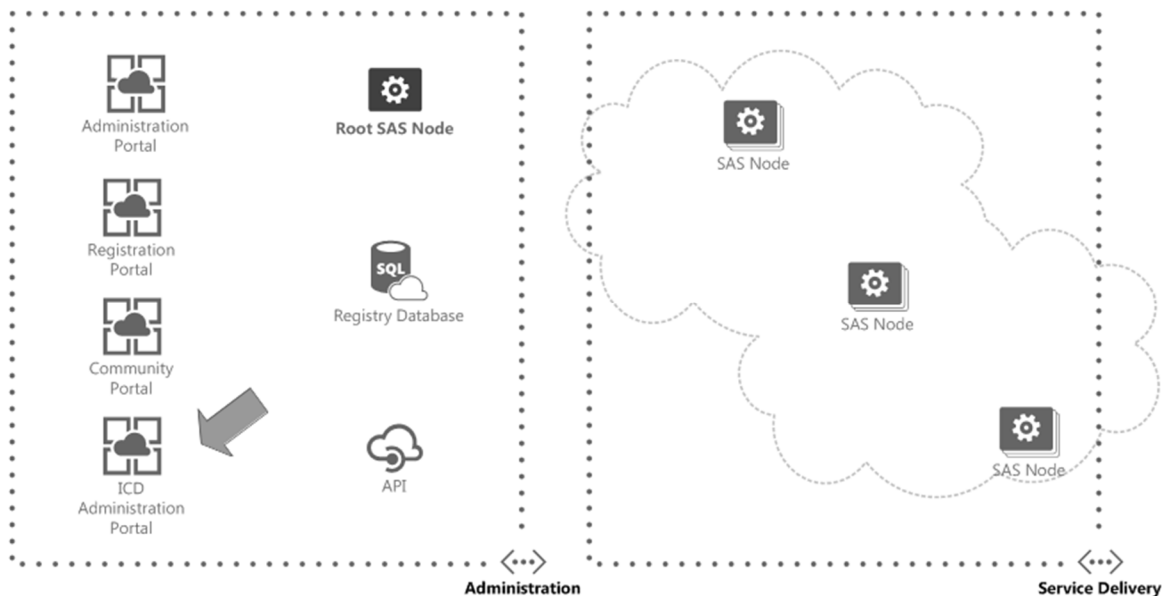 Administration
Portal
Root SAS Node
Registration
Portal
SQL
Registry Database
Community
Portal
ICD
Administration
Portal
API
Administration
SAS Node
SAS Node
SAS Node
Service Delivery